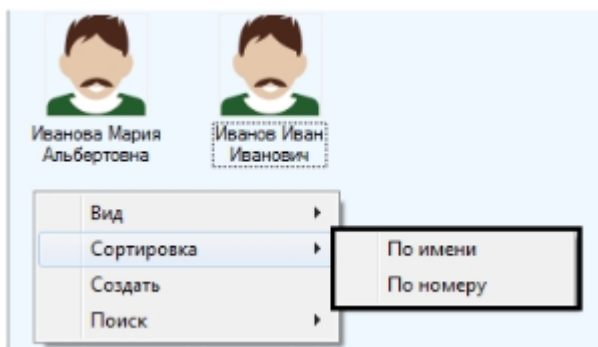 Иванова Мария
Альбертовна
Иванов Иван
Иванович
Вид
Сортировка
Создать
Поиск
По имени
По номеру